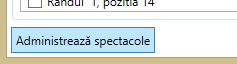 Rândul 1, poziția 14
Administrează spectacole